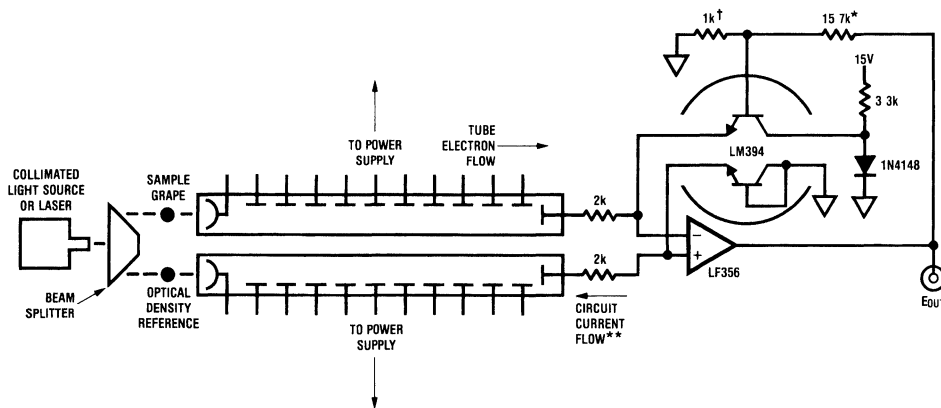 1k†
15 7k*
15V
3 3k
LM394
1N4148
TO POWER
SUPPLY
TUBE
ELECTRON
FLOW
COLLIMATED
LIGHT SOURCE
OR LASER
SAMPLE
GRAPE
2k
−
+
LF356
2k
BEAM
SPLITTER
OPTICAL
DENSITY
REFERENCE
TO POWER
SUPPLY
CIRCUIT
CURRENT
FLOW**
EOUT